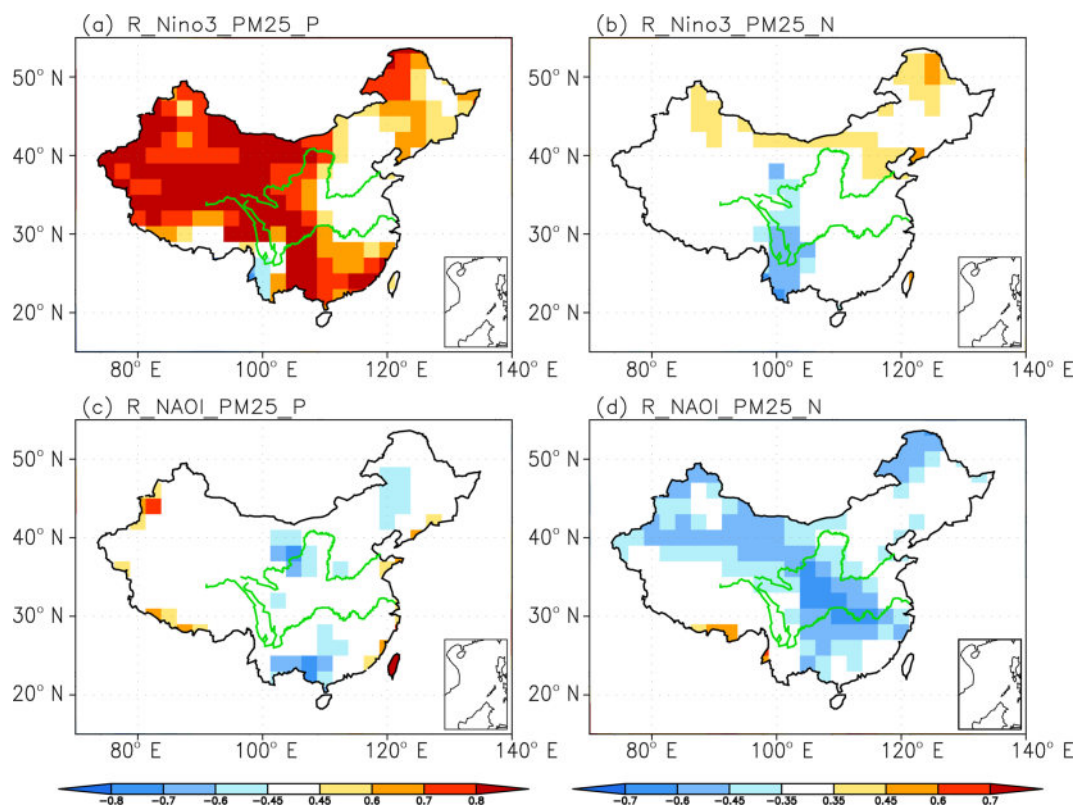 (a) R_Nino3_PM25_P
(b) R_Nino3_PM25_N
50° N
40° N
30° N
20° N
80° E
100° E
120° E
140° E
50° N
40° N
30° N
20° N
80° E
100° E
120° E
140° E
(c) R_NAOI_PM25_P
(d) R_NAOI_PM25_N
50° N
40° N
30° N
20° N
80° E
100° E
120° E
140° E
50° N
40° N
30° N
20° N
80° E
100° E
120° E
140° E
-0.8 -0.7 -0.6 -0.45 0.45 0.6 0.7 0.8
-0.7 -0.6 -0.45 -0.35 0.35 0.45 0.6 0.7